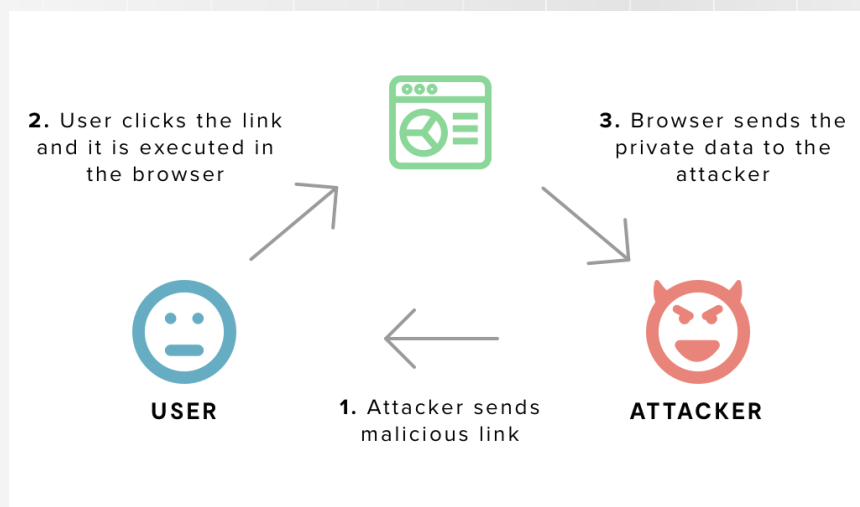 2. User clicks the link
and it is executed in
the browser
3. Browser sends the
private data to the
attacker
USER
1. Attacker sends
malicious link
ATTACKER